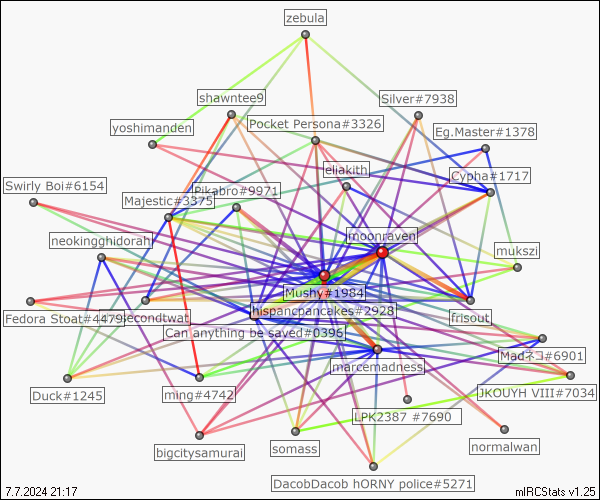 zebula
shawntee9
Silver#7938
Pocket Persona#3326
yoshimanden
Eg.Master#1378
eliakith
Cypha#1717
Swirly Boi#6154
Pikabro#9971
Majestic#3375
moonraven
neokingghidorah
mukszi
Mushy#1984
hispancpancakes#2928
Fedora Stoat#4479
secondtwat
frisout
Can anything be saved#0396
Madネコ#6901
marcemadness
Duck#1245
ming#4742
JKOUYH VIII#7034
LPK2387 #7690
bigcitysamurai
somass
normalwan
DacobDacob hORNY police#5271
7.7.2024 21:17
mIRCStats v1.25